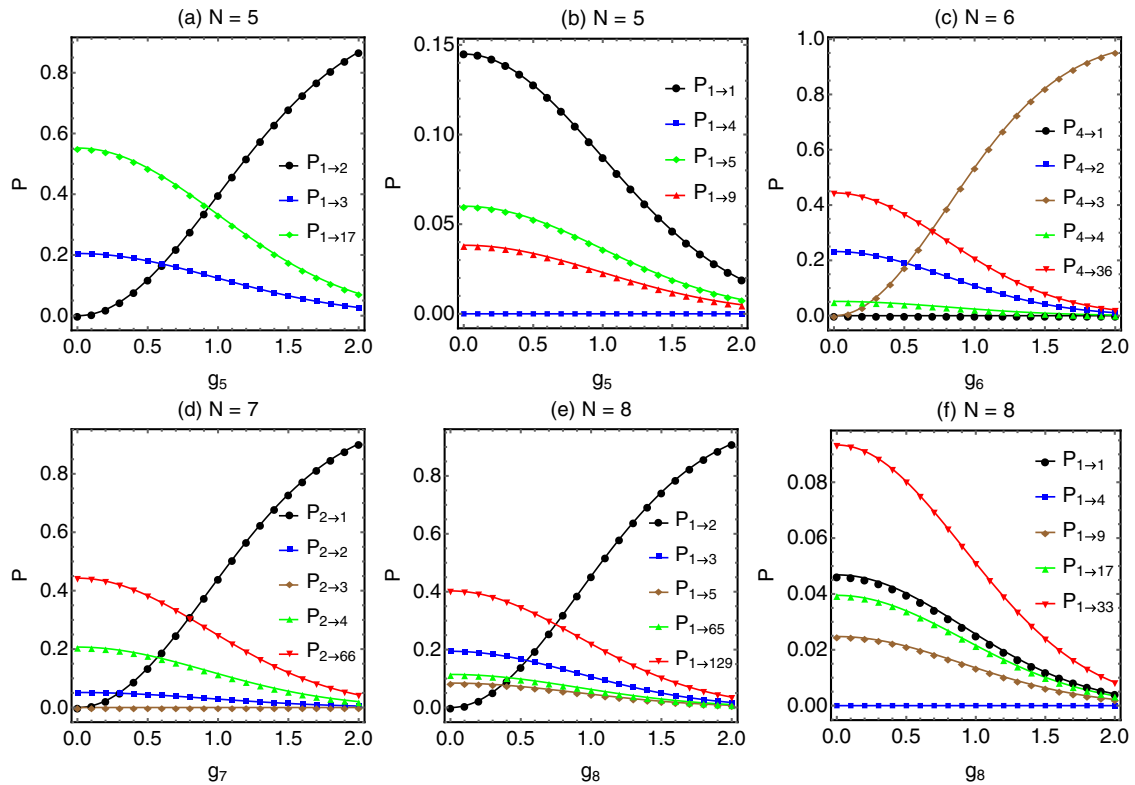 (a) N = 5
P
0.8
0.6
0.4
0.2
0.0
P1→2
P1→3
P1→17
0.0 0.5 1.0 1.5 2.0
g5
(b) N = 5
P
0.15
0.10
0.05
0.00
P1→1
P1→4
P1→5
P1→9
0.0 0.5 1.0 1.5 2.0
g5
(c) N = 6
P
1.0
0.8
0.6
0.4
0.2
0.0
P4→1
P4→2
P4→3
P4→4
P4→36
0.0 0.5 1.0 1.5 2.0
g6
(d) N = 7
P
0.8
0.6
0.4
0.2
0.0
P2→1
P2→2
P2→3
P2→4
P2→66
0.0 0.5 1.0 1.5 2.0
g7
(e) N = 8
P
0.8
0.6
0.4
0.2
0.0
P1→2
P1→3
P1→5
P1→65
P1→129
0.0 0.5 1.0 1.5 2.0
g8
(f) N = 8
P
0.08
0.06
0.04
0.02
0.00
P1→1
P1→4
P1→9
P1→17
P1→33
0.0 0.5 1.0 1.5 2.0
g8